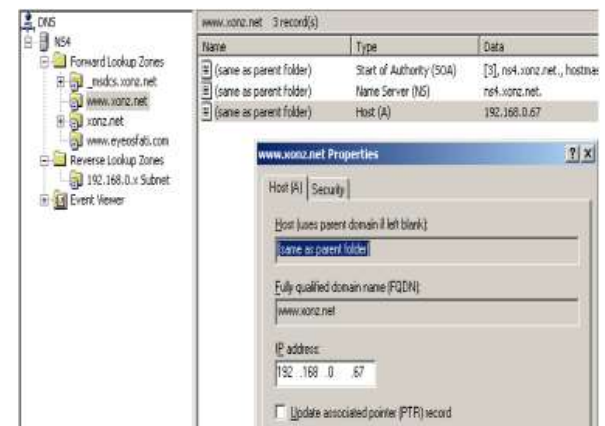 DNS
NS4
Forward Lookup Zones
_msdcs.xonz.net
www.xonz.net
xonz.net
www.eyeosfati.com
Reverse Lookup Zones
192.168.0.x Subnet
Event Viewer
www.xonz.net 3 record(s)
Name Type Data
(same as parent folder) Start of Authority (SOA) [3], ns4.xonz.net., hostmas
(same as parent folder) Name Server (NS) ns4.xonz.net.
(same as parent folder) Host (A) 192.168.0.67
www.xonz.net Properties ? X
Host (A) Security
Host (uses parent domain if left blank):
(same as parent folder)
Fully qualified domain name (FQDN):
www.xonz.net
IP address:
192 .168 .0 .67
Update associated pointer (PTR) record